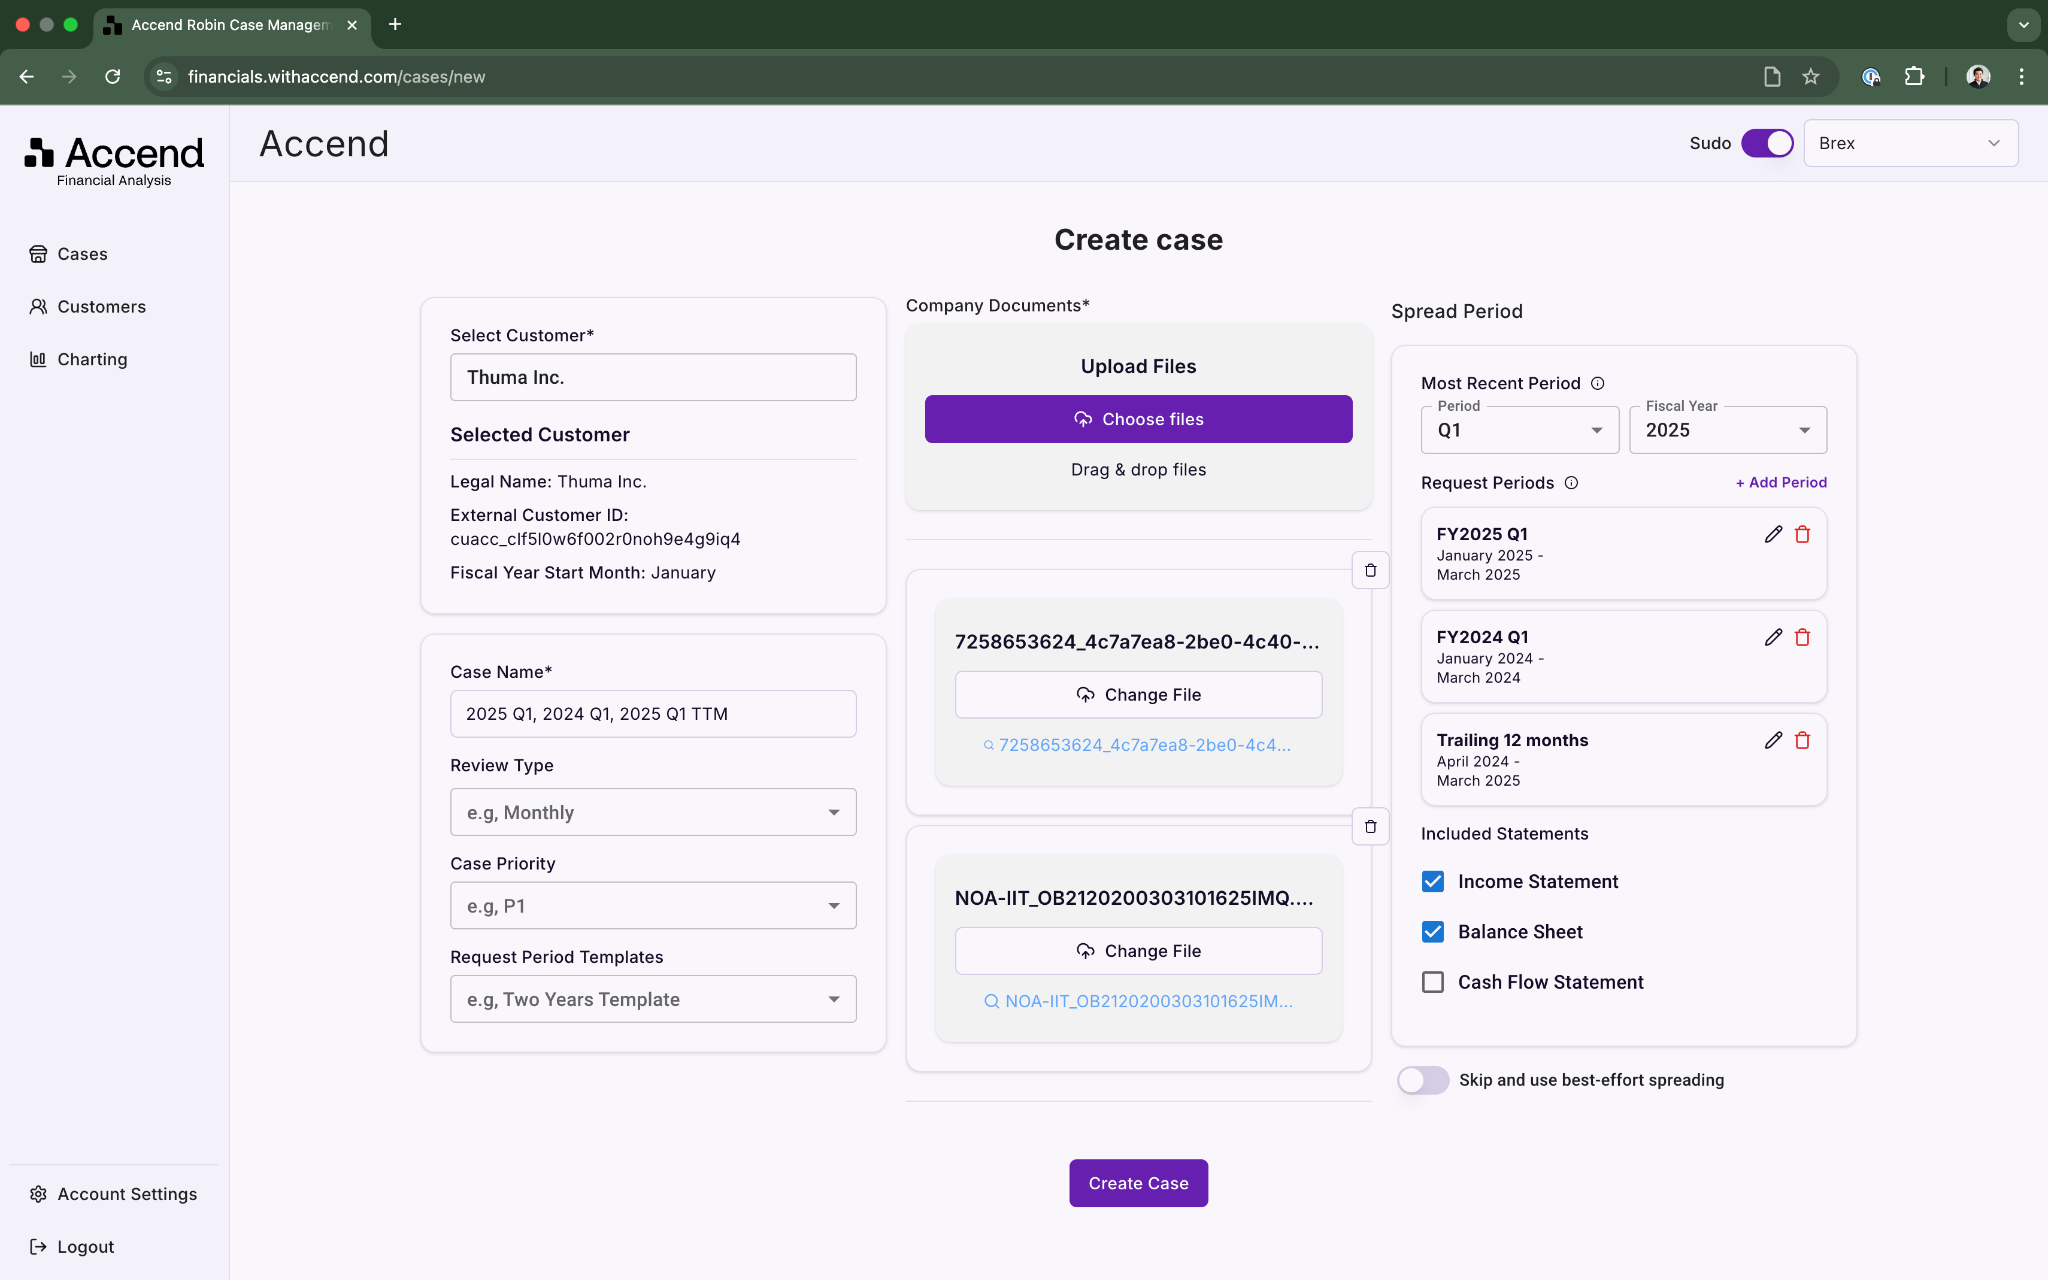 Accend Robin Case Managem
financials.withaccend.com/cases/new
Accend
Financial Analysis
Cases
Customers
Charting
Account Settings
Logout
Accend
Sudo
Brex
Create case
Select Customer*
Thuma Inc.
Selected Customer
Legal Name: Thuma Inc.
External Customer ID:
cuacc_clf5l0w6f002r0noh9e4g9iq4
Fiscal Year Start Month: January
Case Name*
2025 Q1, 2024 Q1, 2025 Q1 TTM
Review Type
e.g, Monthly
Case Priority
e.g, P1
Request Period Templates
e.g, Two Years Template
Company Documents*
Upload Files
Choose files
Drag & drop files
7258653624_4c7a7ea8-2be0-4c40-...
Change File
7258653624_4c7a7ea8-2be0-4c4...
NOA-IIT_OB2120200303101625IMQ....
Change File
NOA-IIT_OB2120200303101625IM...
Spread Period
Most Recent Period
Period
Q1
Fiscal Year
2025
Request Periods
+ Add Period
FY2025 Q1
January 2025 -
March 2025
FY2024 Q1
January 2024 -
March 2024
Trailing 12 months
April 2024 -
March 2025
Included Statements
Income Statement
Balance Sheet
Cash Flow Statement
Skip and use best-effort spreading
Create Case